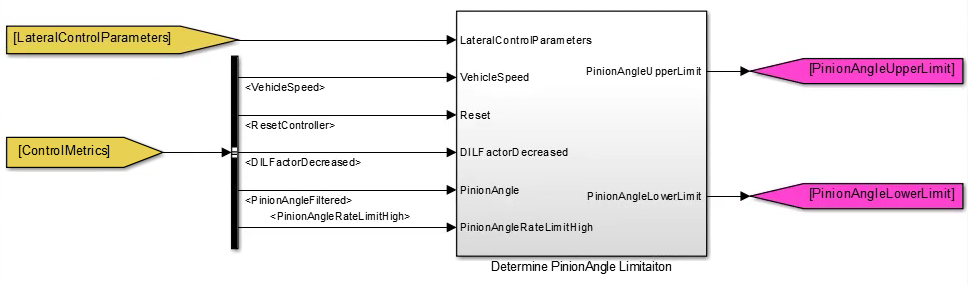 [LateralControlParameters]
LateralControlParameters
PinionAngleUpperLimit
[PinionAngleUpperLimit]
VehicleSpeed
<VehicleSpeed>
Reset
<ResetController>
[ControlMetrics]
DILFactorDecreased
<DILFactorDecreased>
PinionAngle
<PinionAngleFiltered>
PinionAngleLowerLimit
[PinionAngleLowerLimit]
<PinionAngleRateLimitHigh>
PinionAngleRateLimitHigh
Determine PinionAngle Limitaiton